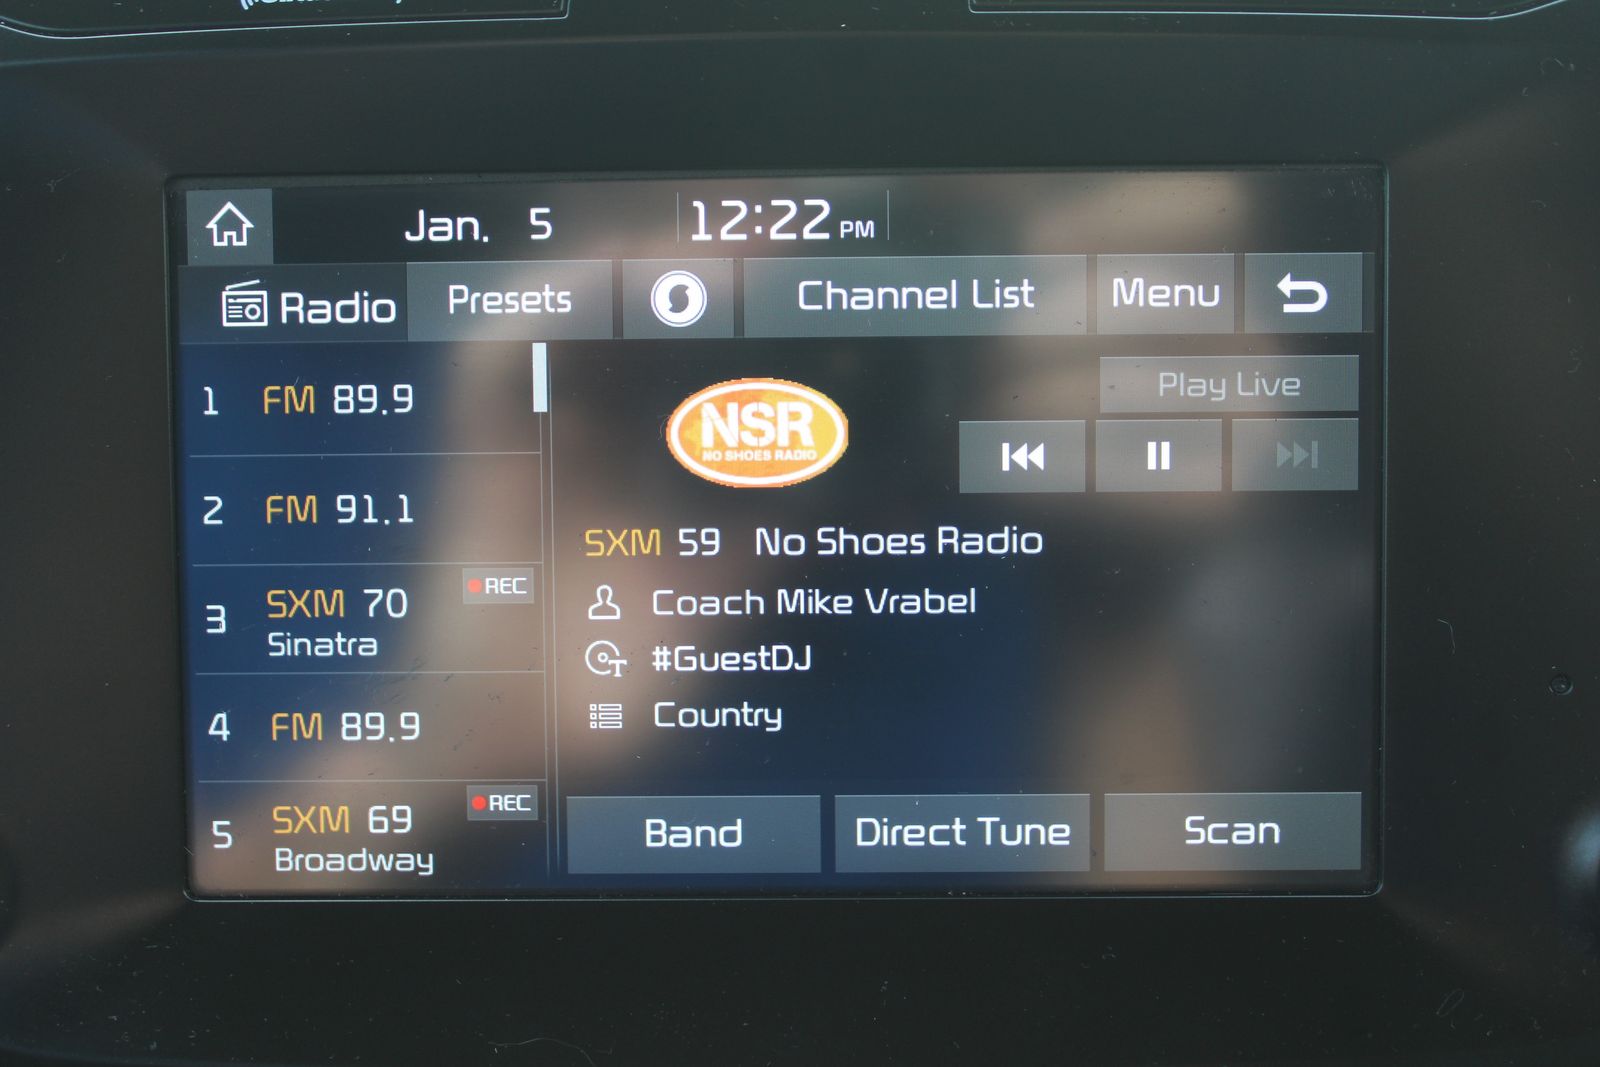 Jan. 5 12:22 PM
Radio Presets Channel List Menu
1 FM 89.9
2 FM 91.1
3 SXM 70 REC
Sinatra
4 FM 89.9
5 SXM 69 REC
Broadway
NSR
NO SHOES RADIO
Play Live
SXM 59 No Shoes Radio
Coach Mike Vrabel
#GuestDJ
Country
Band Direct Tune Scan